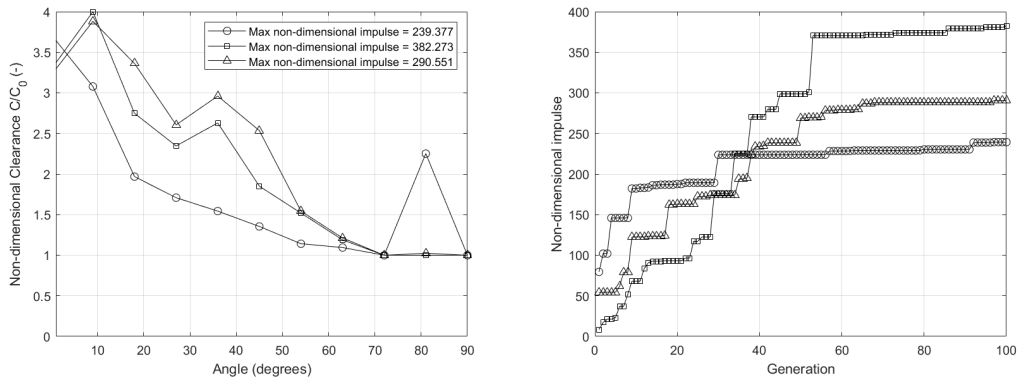 4
3.5
3
2.5
2
1.5
1
0.5
0
10 20 30 40 50 60 70 80 90
Angle (degrees)
Non-dimensional Clearance C/C0 (-)
Max non-dimensional impulse = 239.377
Max non-dimensional impulse = 382.273
Max non-dimensional impulse = 290.551
400
350
300
250
200
150
100
50
0
0 20 40 60 80 100
Generation
Non-dimensional impulse